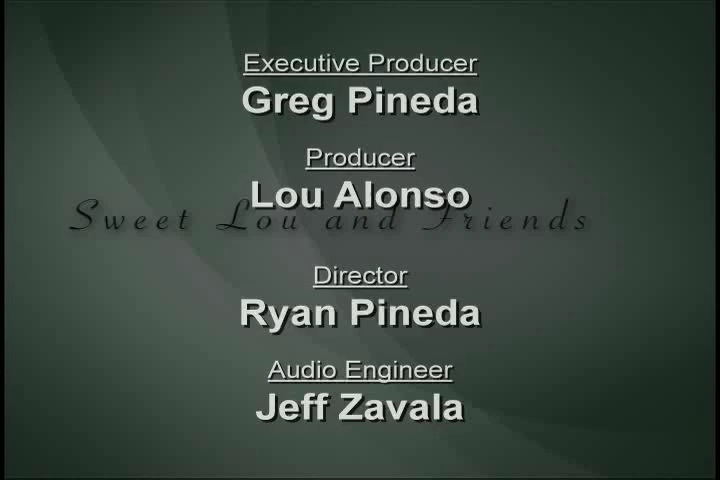 Executive Producer
Greg Pineda
Producer
Lou Alonso
Sweet Lou and Friends
Director
Ryan Pineda
Audio Engineer
Jeff Zavala